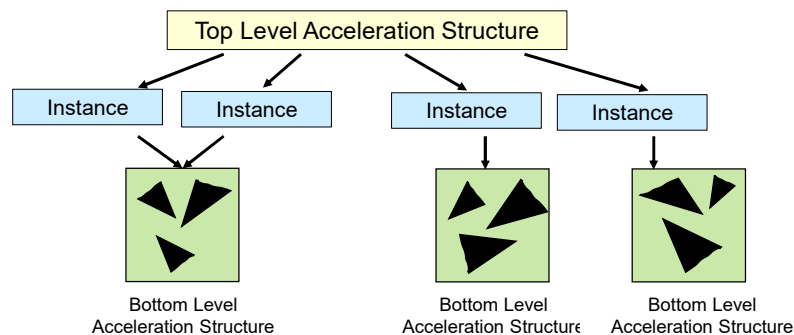 Top Level Acceleration Structure
Instance
Instance
Instance
Instance
Bottom Level
Acceleration Structure
Bottom Level
Acceleration Structure
Bottom Level
Acceleration Structure